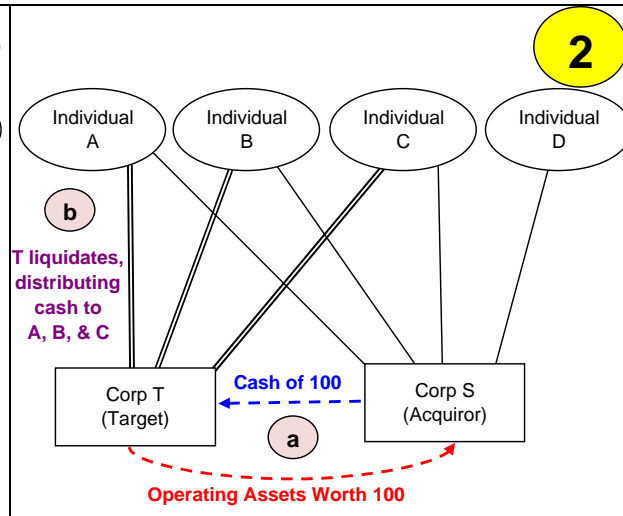 2
Individual
A
Individual
B
Individual
C
Individual
D
b
T liquidates,
distributing
cash to
A, B, & C
Corp T
(Target)
Cash of 100
Corp S
(Acquiror)
a
Operating Assets Worth 100